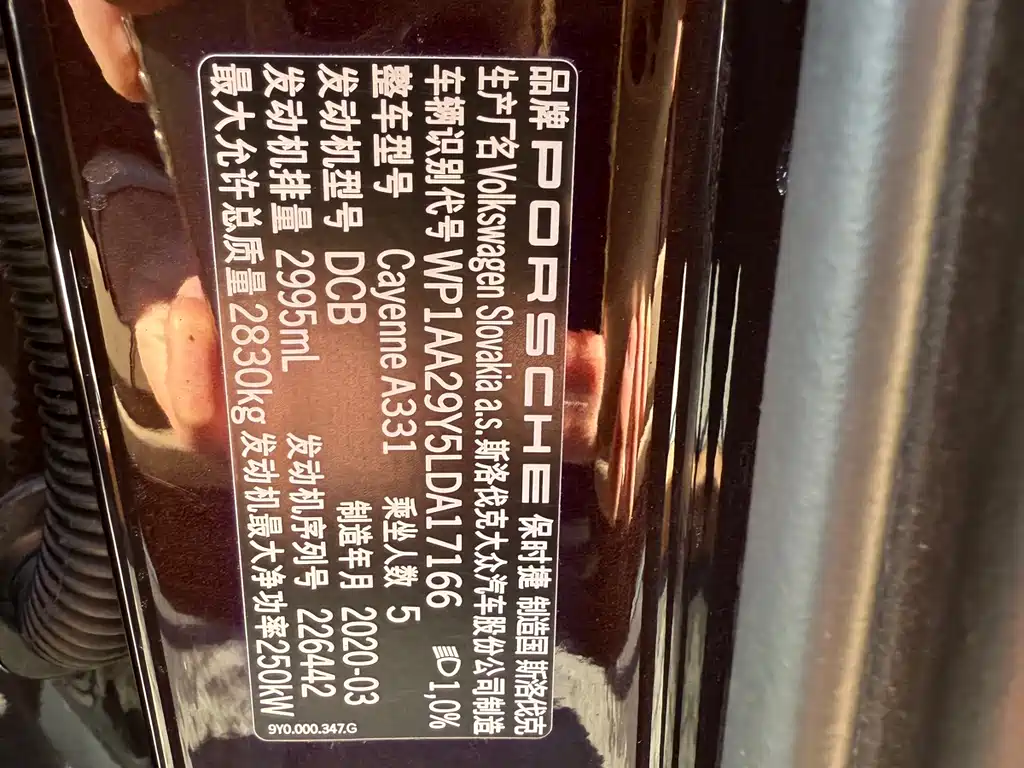 品牌 PORSCHE 保时捷 制造国 斯洛伐克
生产厂名 Volkswagen Slovakia a.s. 斯洛伐克大众汽车股份公司制造
车辆识别代号 WP1AA29Y5LDA17166 1,0%
整车型号 Cayenne A331 乘坐人数 5
发动机型号 DCB 制造年月 2020-03
发动机排量 2995mL 发动机序列号 226442
最大允许总质量 2830kg 发动机最大净功率250kW
9Y0.000.347.G